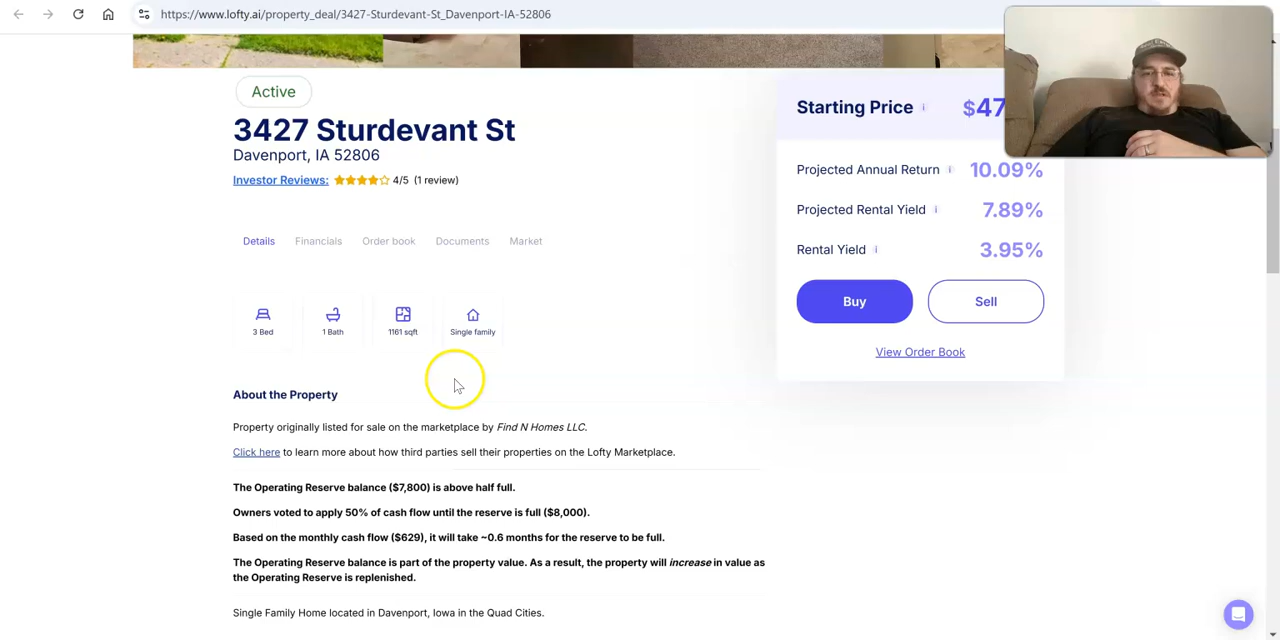 https://www.lofty.ai/property_deal/3427-Sturdevant-St_Davenport-IA-52806
Active
3427 Sturdevant St
Davenport, IA 52806
Investor Reviews: 4/5 (1 review)
Starting Price $47
Projected Annual Return 10.09%
Projected Rental Yield 7.89%
Rental Yield 3.95%
Buy
Sell
View Order Book
Details Financials Order book Documents Market
3 Bed
1 Bath
1161 sqft
Single family
About the Property
Property originally listed for sale on the marketplace by Find N Homes LLC.
Click here to learn more about how third parties sell their properties on the Lofty Marketplace.
The Operating Reserve balance ($7,800) is above half full.
Owners voted to apply 50% of cash flow until the reserve is full ($8,000).
Based on the monthly cash flow ($629), it will take ~0.6 months for the reserve to be full.
The Operating Reserve balance is part of the property value. As a result, the property will increase in value as
the Operating Reserve is replenished.
Single Family Home located in Davenport, Iowa in the Quad Cities.